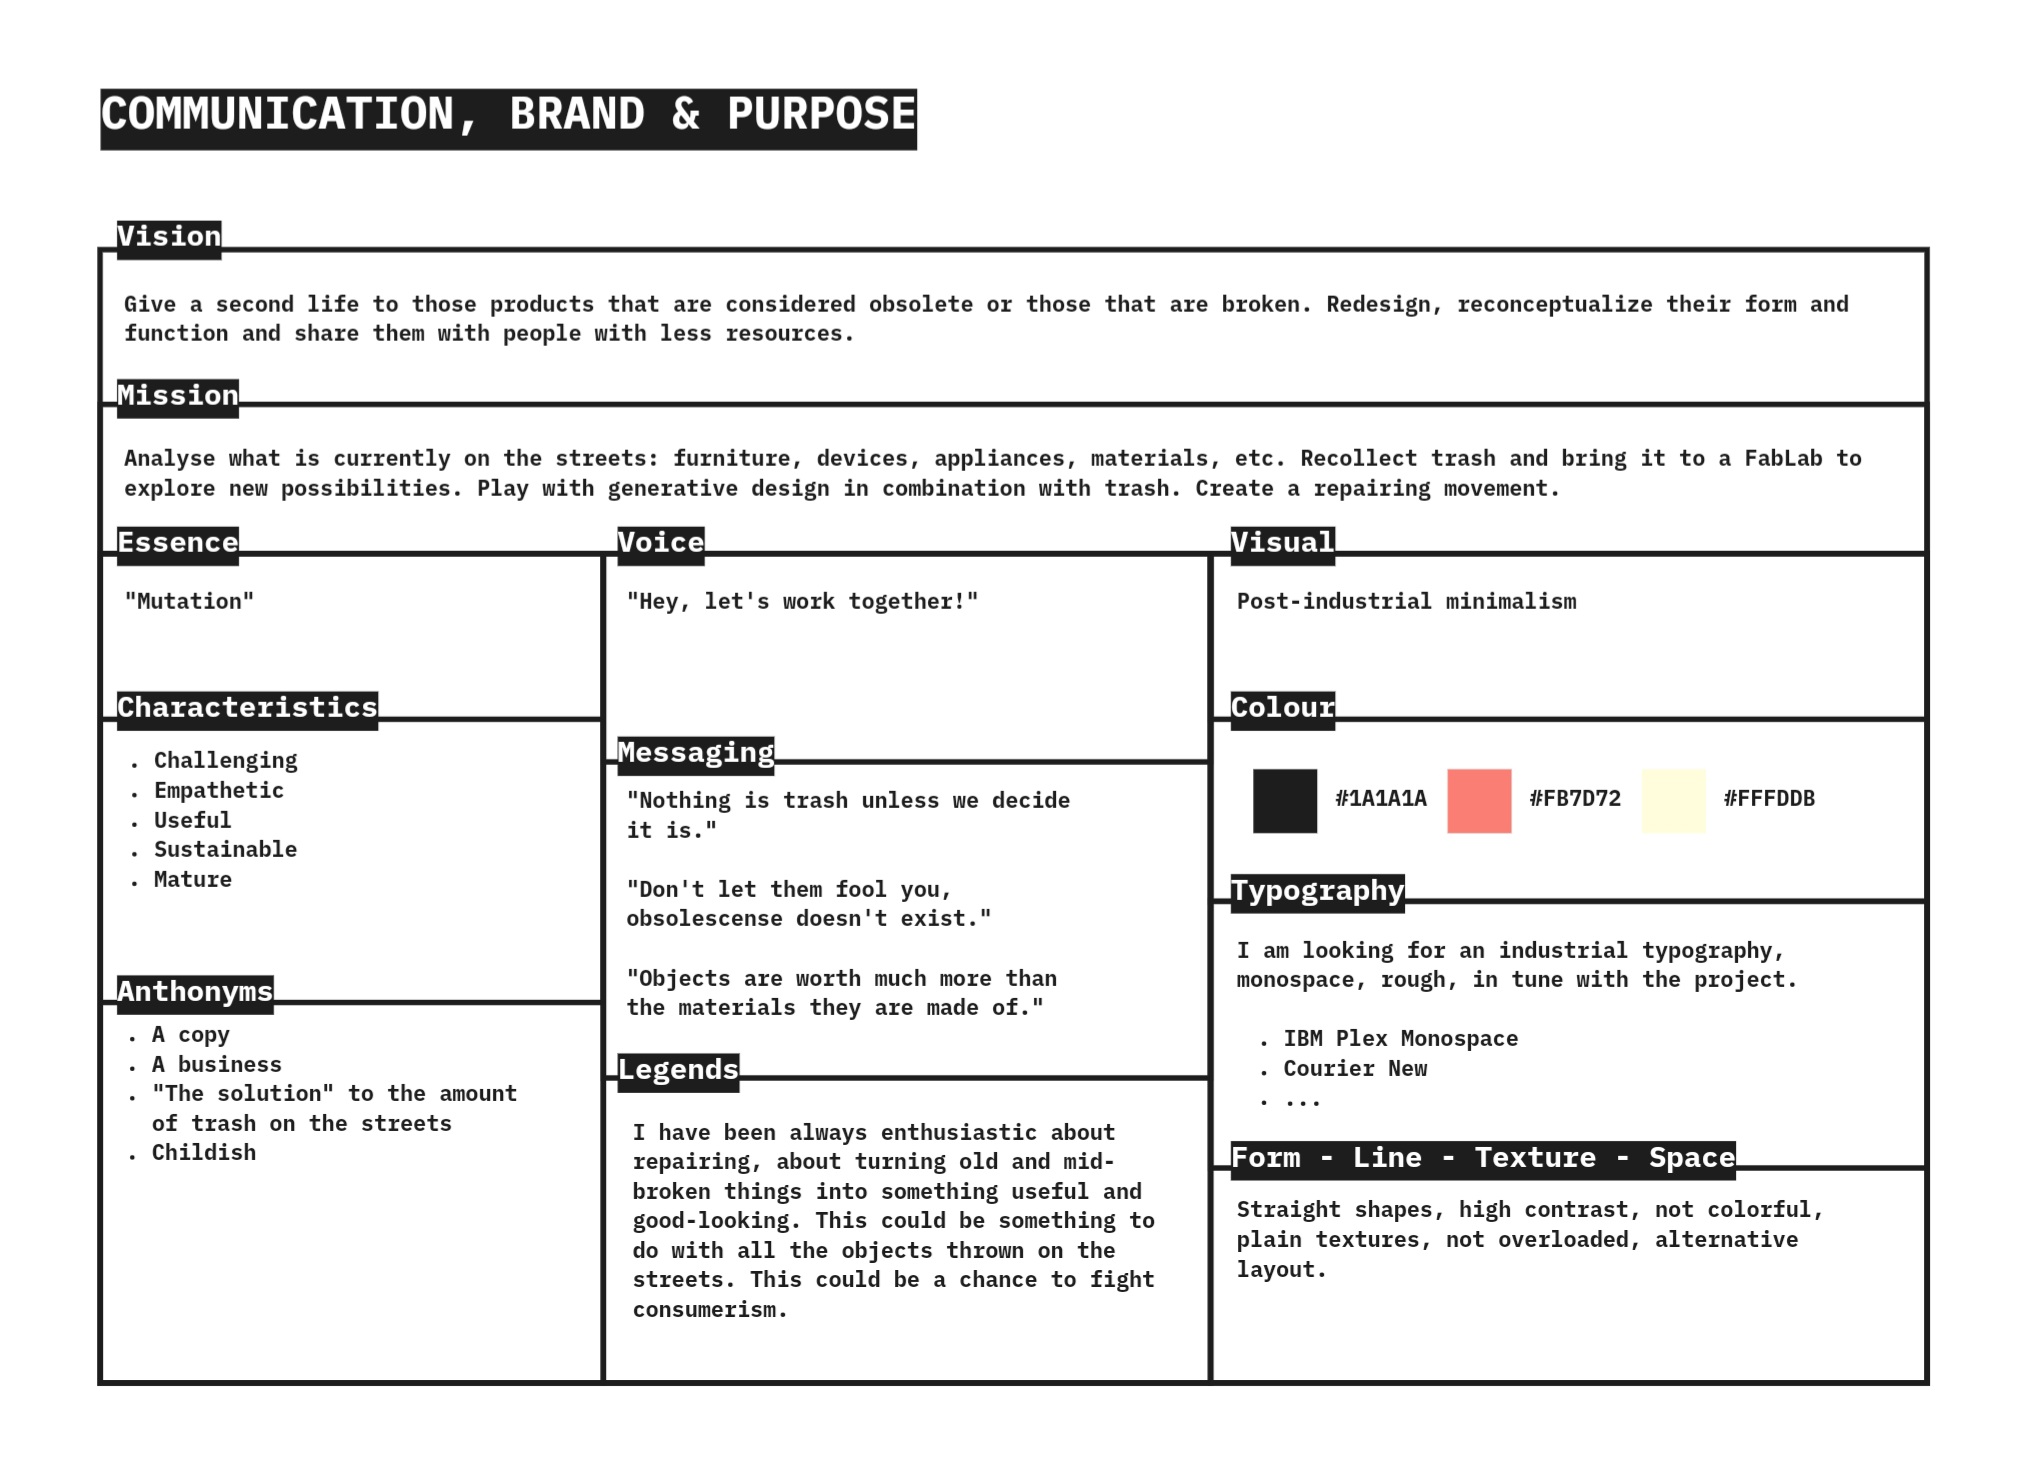 COMMUNICATION, BRAND & PURPOSE
Vision
Give a second life to those products that are considered obsolete or those that are broken. Redesign, reconceptualize their form and
function and share them with people with less resources.
Mission
Analyse what is currently on the streets: furniture, devices, appliances, materials, etc. Recollect trash and bring it to a FabLab to
explore new possibilities. Play with generative design in combination with trash. Create a repairing movement.
Essence
"Mutation"
Characteristics
. Challenging
. Empathetic
. Useful
. Sustainable
. Mature
Anthonyms
. A copy
. A business
. "The solution" to the amount
of trash on the streets
. Childish
Voice
"Hey, let's work together!"
Messaging
"Nothing is trash unless we decide
it is."
"Don't let them fool you,
obsolescense doesn't exist."
"Objects are worth much more than
the materials they are made of."
Legends
I have been always enthusiastic about
repairing, about turning old and mid-
broken things into something useful and
good-looking. This could be something to
do with all the objects thrown on the
streets. This could be a chance to fight
consumerism.
Visual
Post-industrial minimalism
Colour
#1A1A1A #FB7D72 #FFFDDB
Typography
I am looking for an industrial typography,
monospace, rough, in tune with the project.
. IBM Plex Monospace
. Courier New
. ...
Form - Line - Texture - Space
Straight shapes, high contrast, not colorful,
plain textures, not overloaded, alternative
layout.